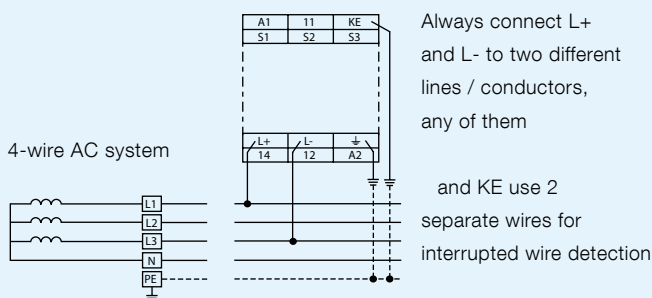 A1 11 KE
S1 S2 S3
Always connect L+
and L- to two different
lines / conductors,
any of them
L+ L-
14 12 A2
4-wire AC system
and KE use 2
separate wires for
interrupted wire detection
L1
L2
L3
N
PE